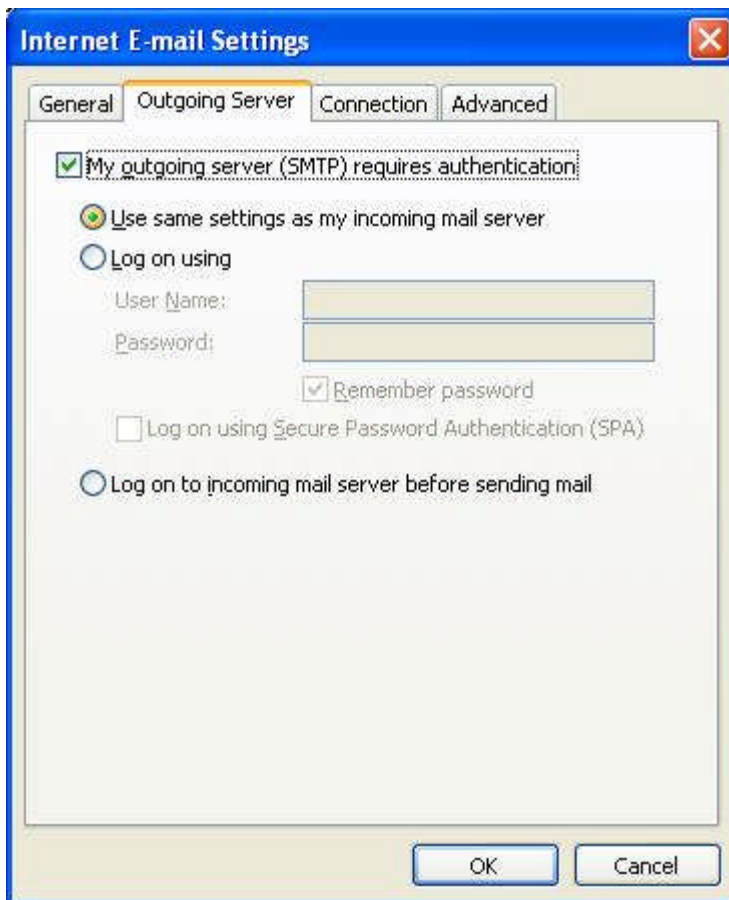 Internet E-mail Settings
General Outgoing Server Connection Advanced
My outgoing server (SMTP) requires authentication
Use same settings as my incoming mail server
Log on using
User Name:
Password:
Remember password
Log on using Secure Password Authentication (SPA)
Log on to incoming mail server before sending mail
OK Cancel